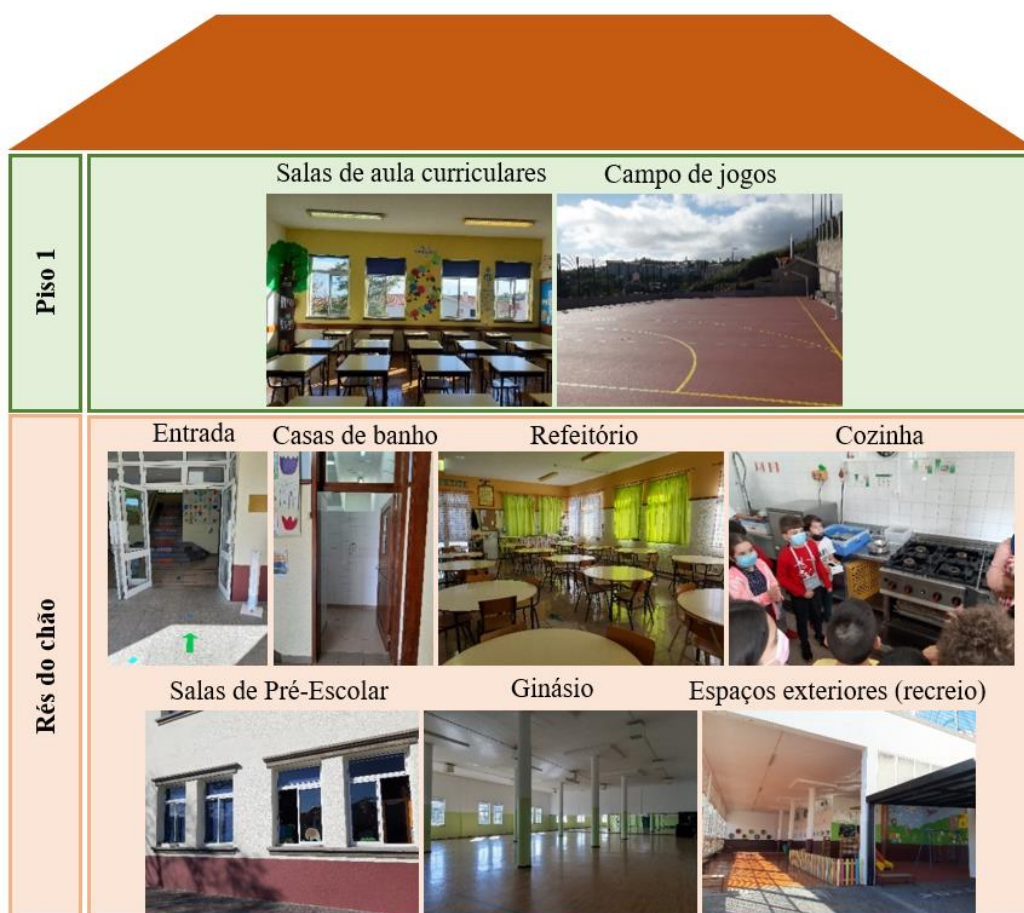 Salas de aula curriculares
Campo de jogos
Piso 1
Entrada
Casas de banho
Refeitório
Cozinha
Rés do chão
Salas de Pré-Escolar
Ginásio
Espaços exteriores (recreio)